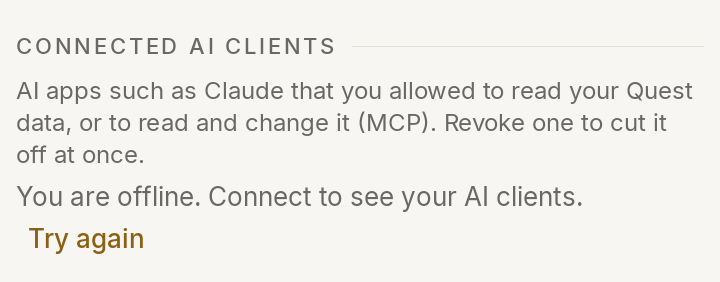 CONNECTED AI CLIENTS
AI apps such as Claude that you allowed to read your Quest
data, or to read and change it (MCP). Revoke one to cut it
off at once.
You are offline. Connect to see your AI clients.
Try again